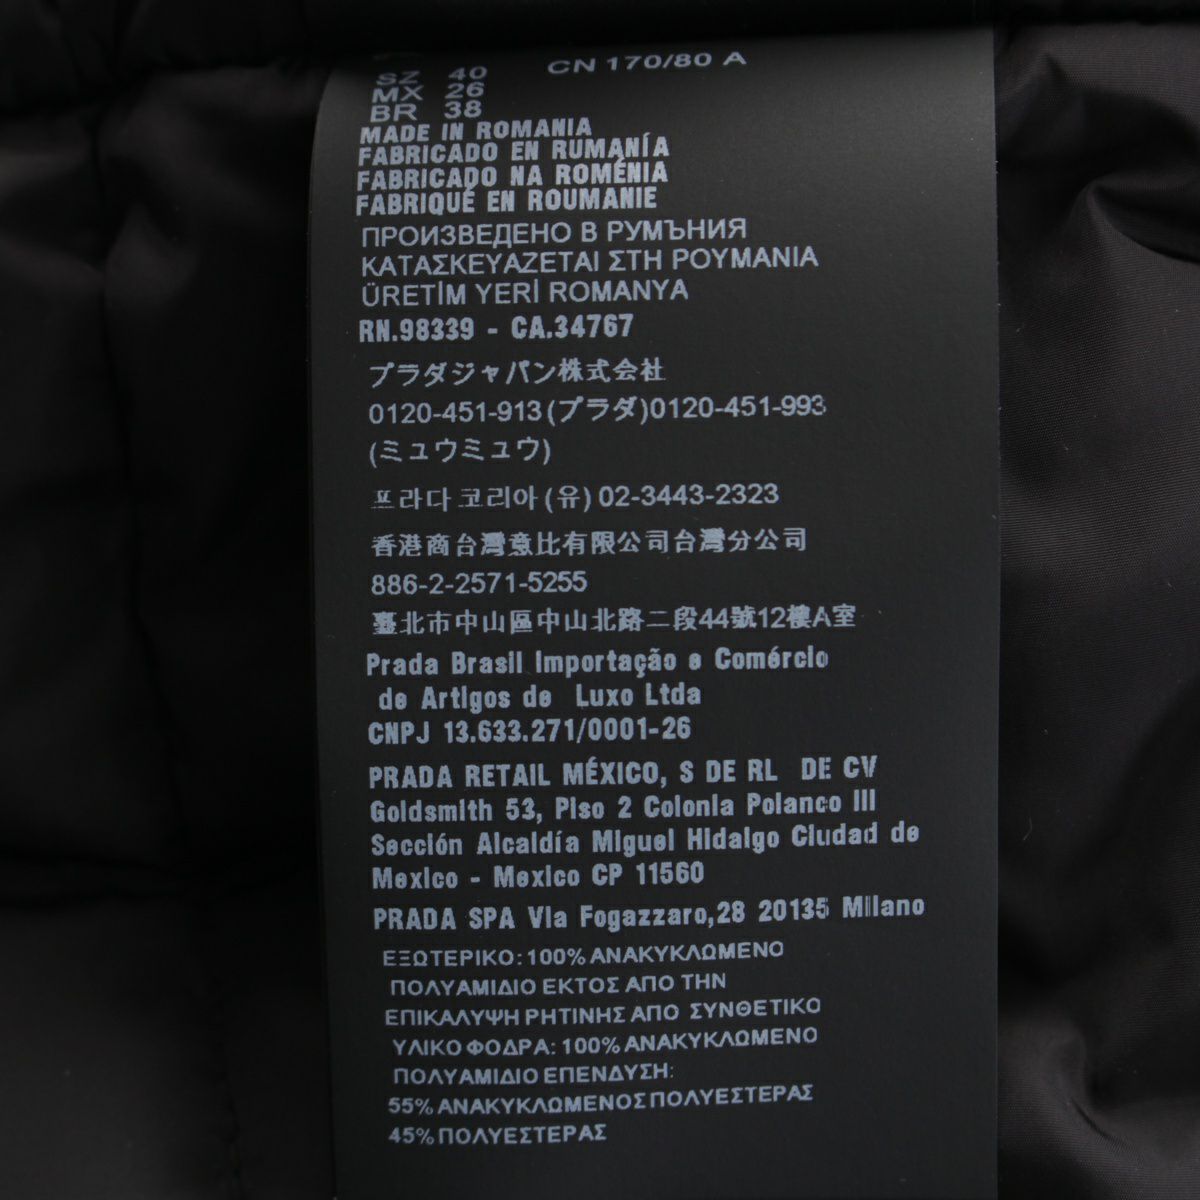 SZ 40 CN 170/80 A
MX 26
BR 38
MADE IN ROMANIA
FABRICADO EN RUMANÍA
FABRICADO NA ROMÉNIA
FABRIQUÉ EN ROUMANIE
ПРОИЗВЕДЕНО В РУМЪНИЯ
ΚΑΤΑΣΚΕΥΑΖΕΤΑΙ ΣΤΗ ΡΟΥΜΑΝΙΑ
ÜRETİM YERİ ROMANYA
RN.98339 - CA.34767
プラダジャパン株式会社
0120-451-913(プラダ)0120-451-993
(ミュウミュウ)
프라다 코리아 (유) 02-3443-2323
香港商台灣意比有限公司台灣分公司
886-2-2571-5255
臺北市中山區中山北路二段44號12樓A室
Prada Brasil Importação e Comércio
de Artigos de Luxo Ltda
CNPJ 13.633.271/0001-26
PRADA RETAIL MÉXICO, S DE RL DE CV
Goldsmith 53, Piso 2 Colonia Polanco III
Sección Alcaldía Miguel Hidalgo Ciudad de
Mexico - Mexico CP 11560
PRADA SPA Via Fogazzaro,28 20135 Milano
ΕΞΩΤΕΡΙΚΟ: 100% ΑΝΑΚΥΚΛΩΜΕΝΟ
ΠΟΛΥΑΜΙΔΙΟ ΕΚΤΟΣ ΑΠΟ ΤΗΝ
ΕΠΙΚΑΛΥΨΗ ΡΗΤΙΝΗΣ ΑΠΟ ΣΥΝΘΕΤΙΚΟ
ΥΛΙΚΟ ΦΟΔΡΑ: 100% ΑΝΑΚΥΚΛΩΜΕΝΟ
ΠΟΛΥΑΜΙΔΙΟ ΕΠΕΝΔΥΣΗ:
55% ΑΝΑΚΥΚΛΩΜΕΝΟΣ ΠΟΛΥΕΣΤΕΡΑΣ
45% ΠΟΛΥΕΣΤΕΡΑΣ